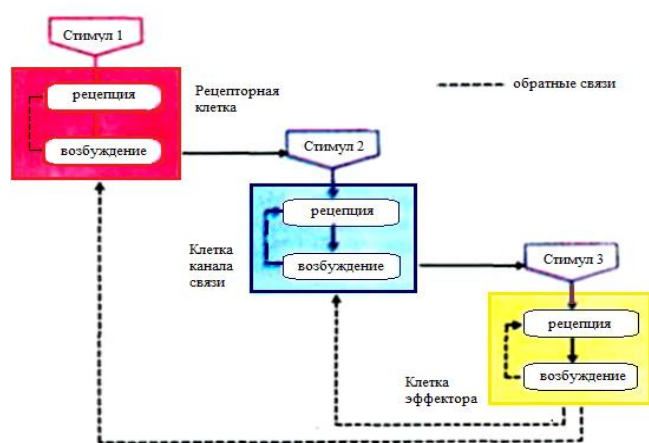 Стимул 1
рецепция
возбуждение
Рецепторная
клетка
обратные связи
Стимул 2
рецепция
возбуждение
Клетка
канала
связи
Стимул 3
рецепция
возбуждение
Клетка
эффектора